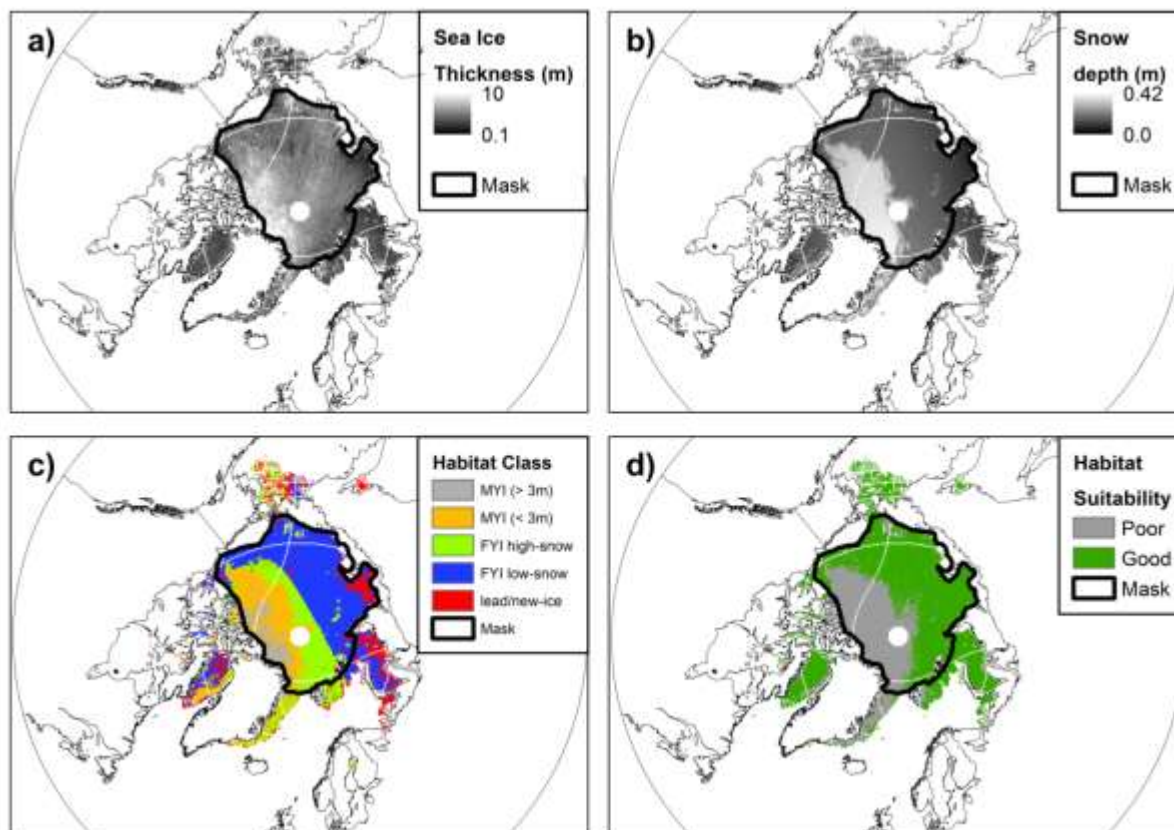 a)
Sea Ice
Thickness (m)
10
0.1
Mask
b)
Snow
depth (m)
0.42
0.0
Mask
c)
Habitat Class
MYI (> 3m)
MYI (< 3m)
FYI high-snow
FYI low-snow
lead/new-ice
Mask
d)
Habitat
Suitability
Poor
Good
Mask